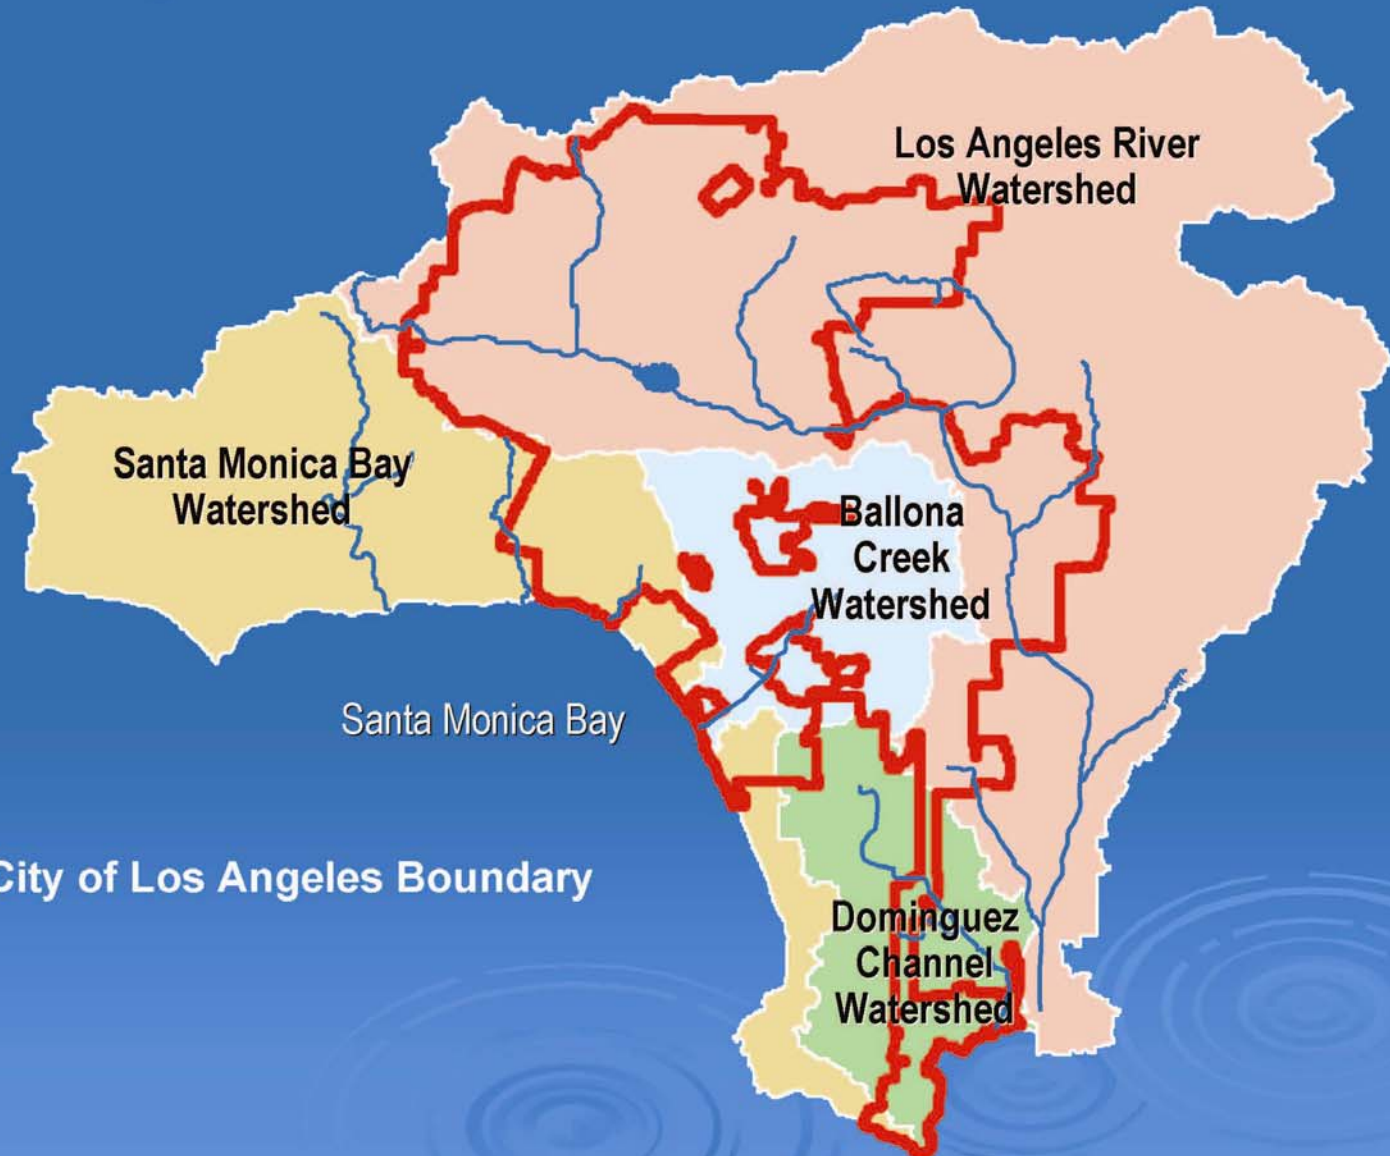 Los Angeles River
Watershed
Santa Monica Bay
Watershed
Ballona
Creek
Watershed
Santa Monica Bay
City of Los Angeles Boundary
Dominguez
Channel
Watershed